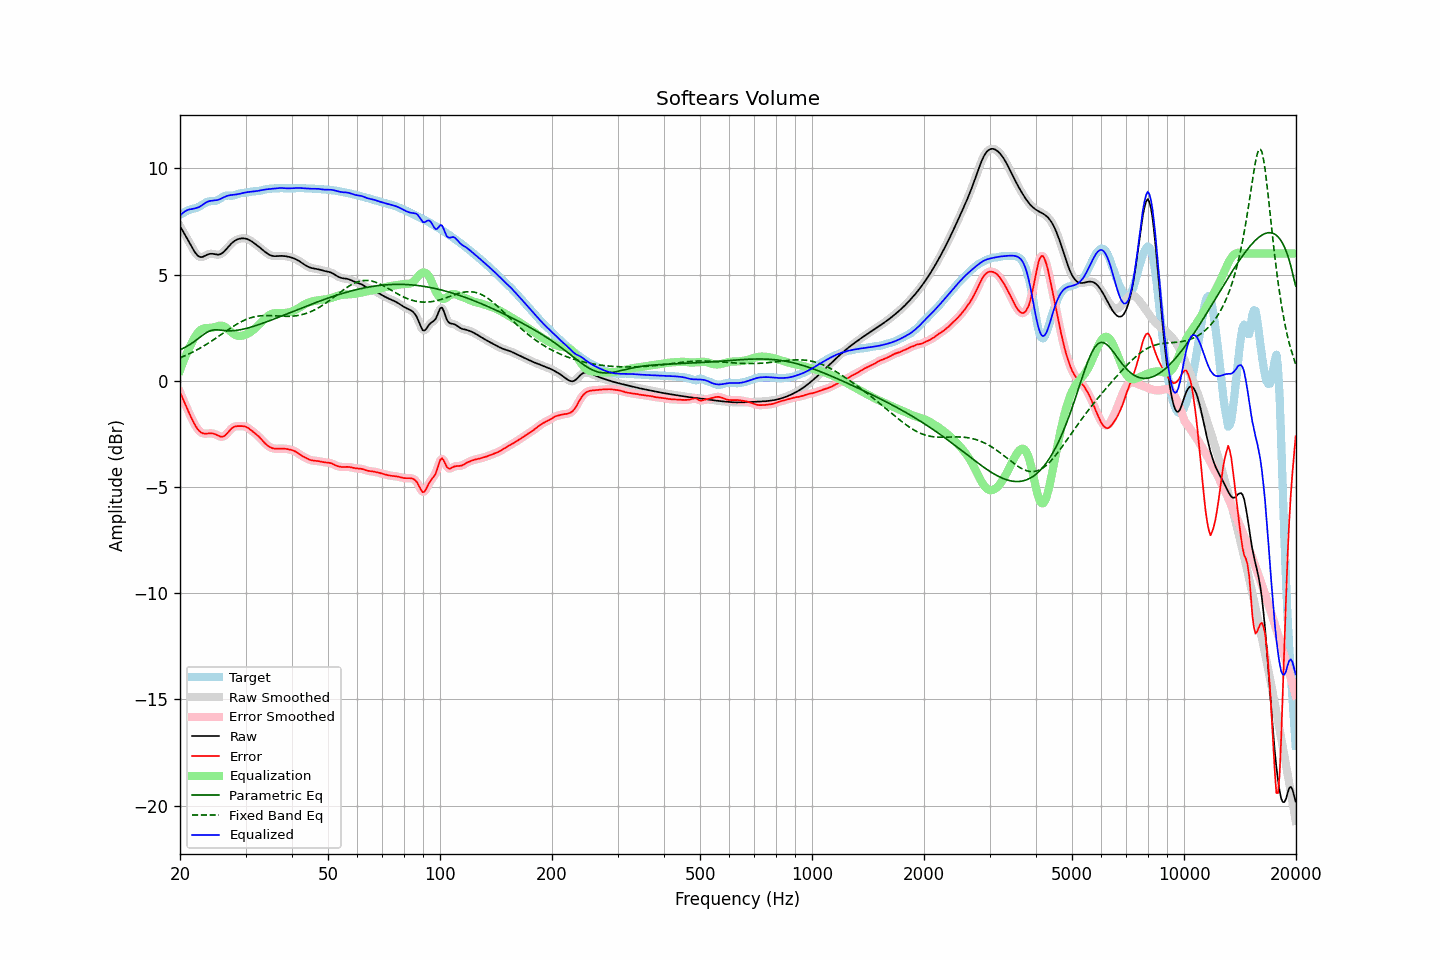 Softears Volume
Amplitude (dBr)
10
5
0
−5
−10
−15
−20
Target
Raw Smoothed
Error Smoothed
Raw
Error
Equalization
Parametric Eq
Fixed Band Eq
Equalized
20 50 100 200 500 1000 2000 5000 10000 20000
Frequency (Hz)